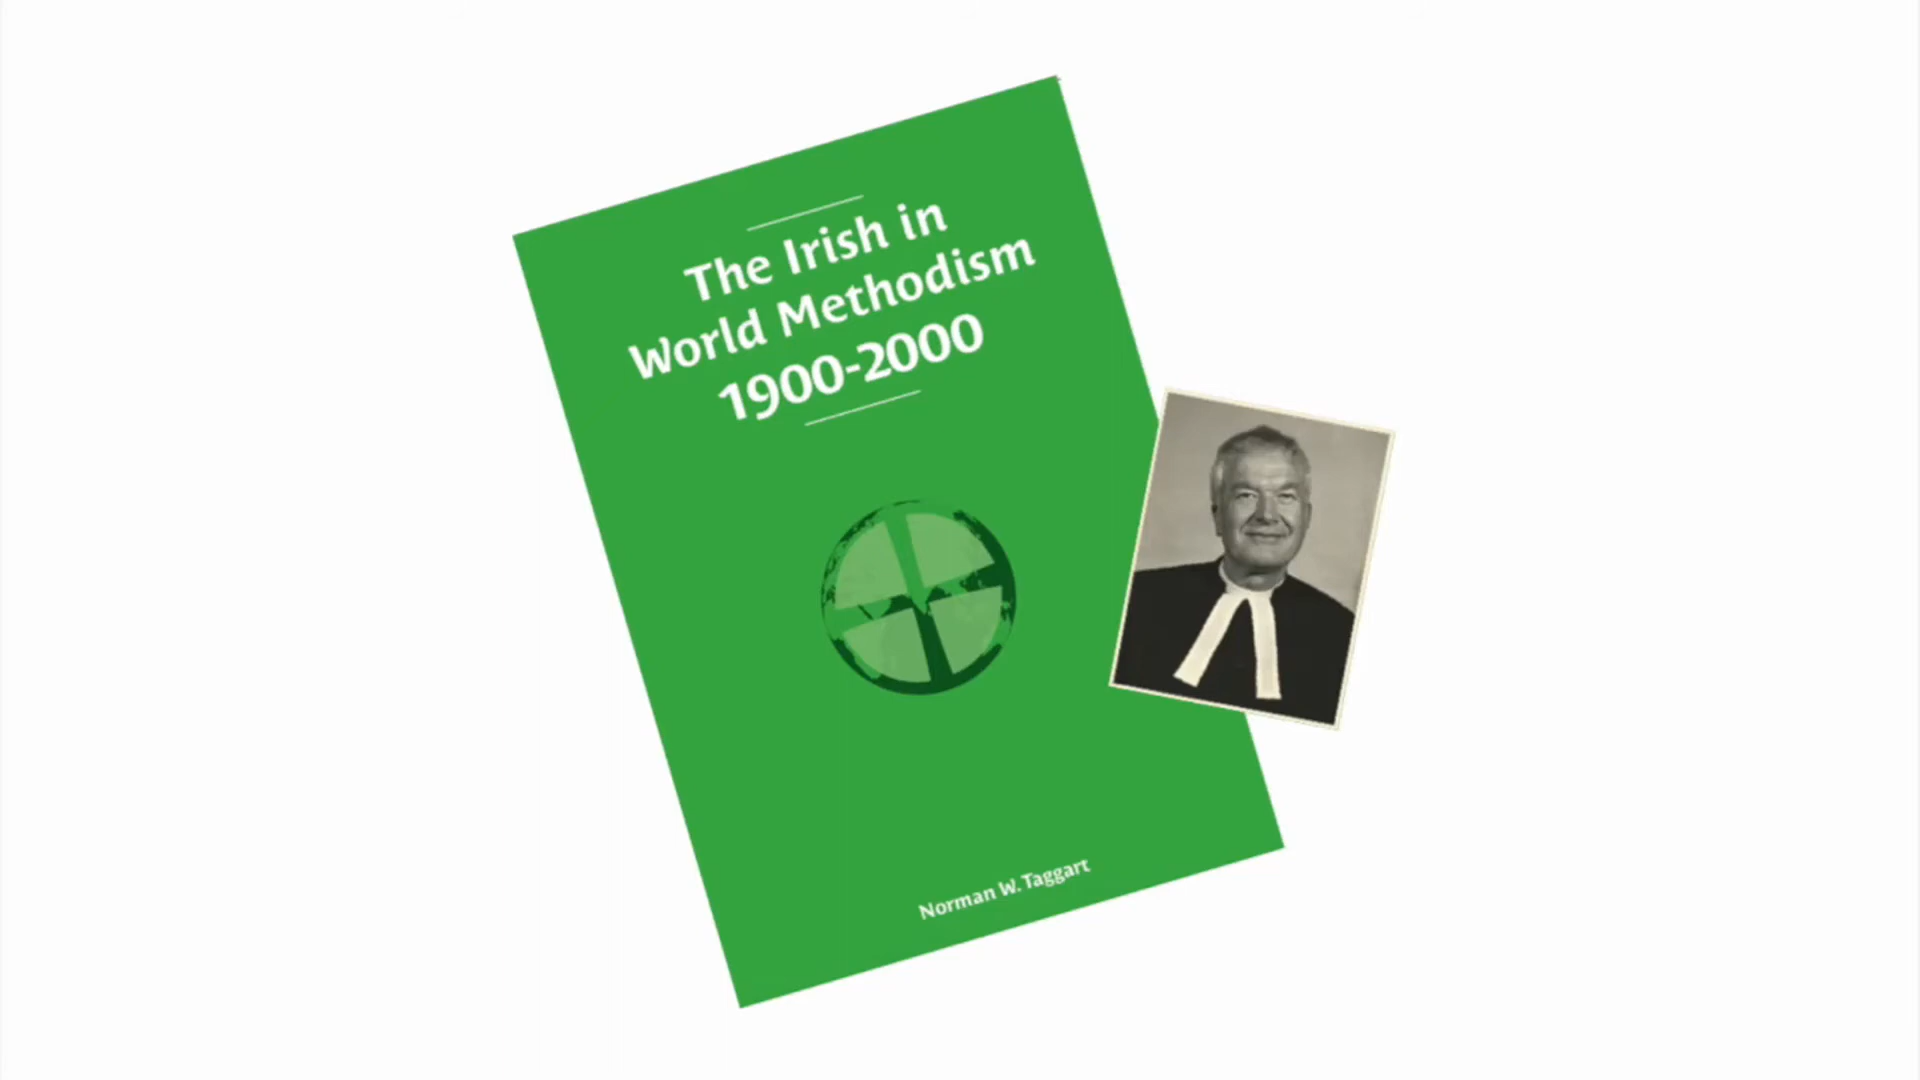 The Irish in
World Methodism
1900-2000
Norman W. Taggart